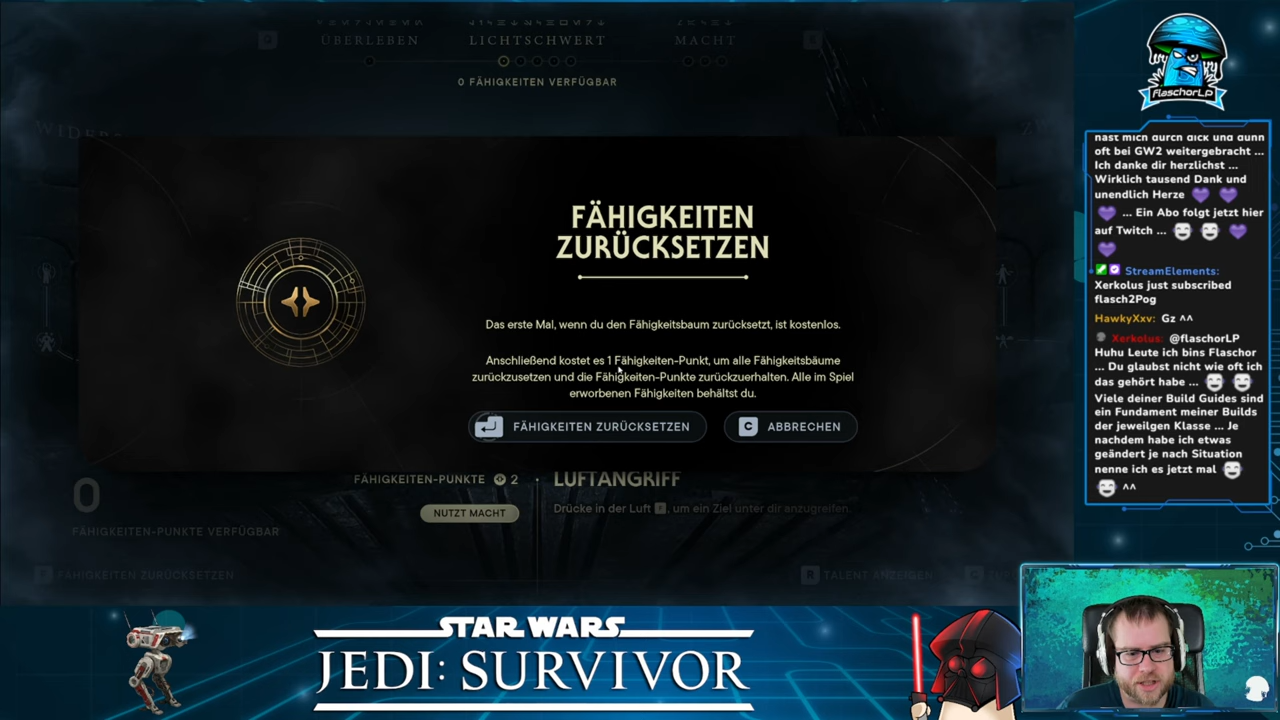 ÜBERLEBEN
LICHTSCHWERT
MACHT
0 FÄHIGKEITEN VERFÜGBAR
FÄHIGKEITEN
ZURÜCKSETZEN
Das erste Mal, wenn du den Fähigkeitsbaum zurücksetzt, ist kostenlos.
Anschließend kostet es 1 Fähigkeiten-Punkt, um alle Fähigkeitsbäume
zurückzusetzen und die Fähigkeiten-Punkte zurückzuerhalten. Alle im Spiel
erworbenen Fähigkeiten behältst du.
FÄHIGKEITEN ZURÜCKSETZEN
C ABBRECHEN
FÄHIGKEITEN-PUNKTE 2
LUFTANGRIFF
NUTZT MACHT
Drücke in der Luft F, um ein Ziel unter dir anzugreifen.
0
FÄHIGKEITEN-PUNKTE VERFÜGBAR
FÄHIGKEITEN ZURÜCKSETZEN
R TALENT ANZEIGEN
STAR WARS
JEDI: SURVIVOR
FlaschorLP
hast mich durch dick und dünn
oft bei GW2 weitergebracht ...
Ich danke dir herzlichst ...
Wirklich tausend Dank und
unendlich Herze
... Ein Abo folgt jetzt hier
auf Twitch ...
StreamElements:
Xerkolus just subscribed
flasch2Pog
HawkyXxv: Gz ^^
Xerkolus: @flaschorLP
Huhu Leute ich bins Flaschor
... Du glaubst nicht wie oft ich
das gehört habe ...
Viele deiner Build Guides sind
ein Fundament meiner Builds
der jeweilgen Klasse ... Je
nachdem habe ich etwas
geändert je nach Situation
nenne ich es jetzt mal
^^